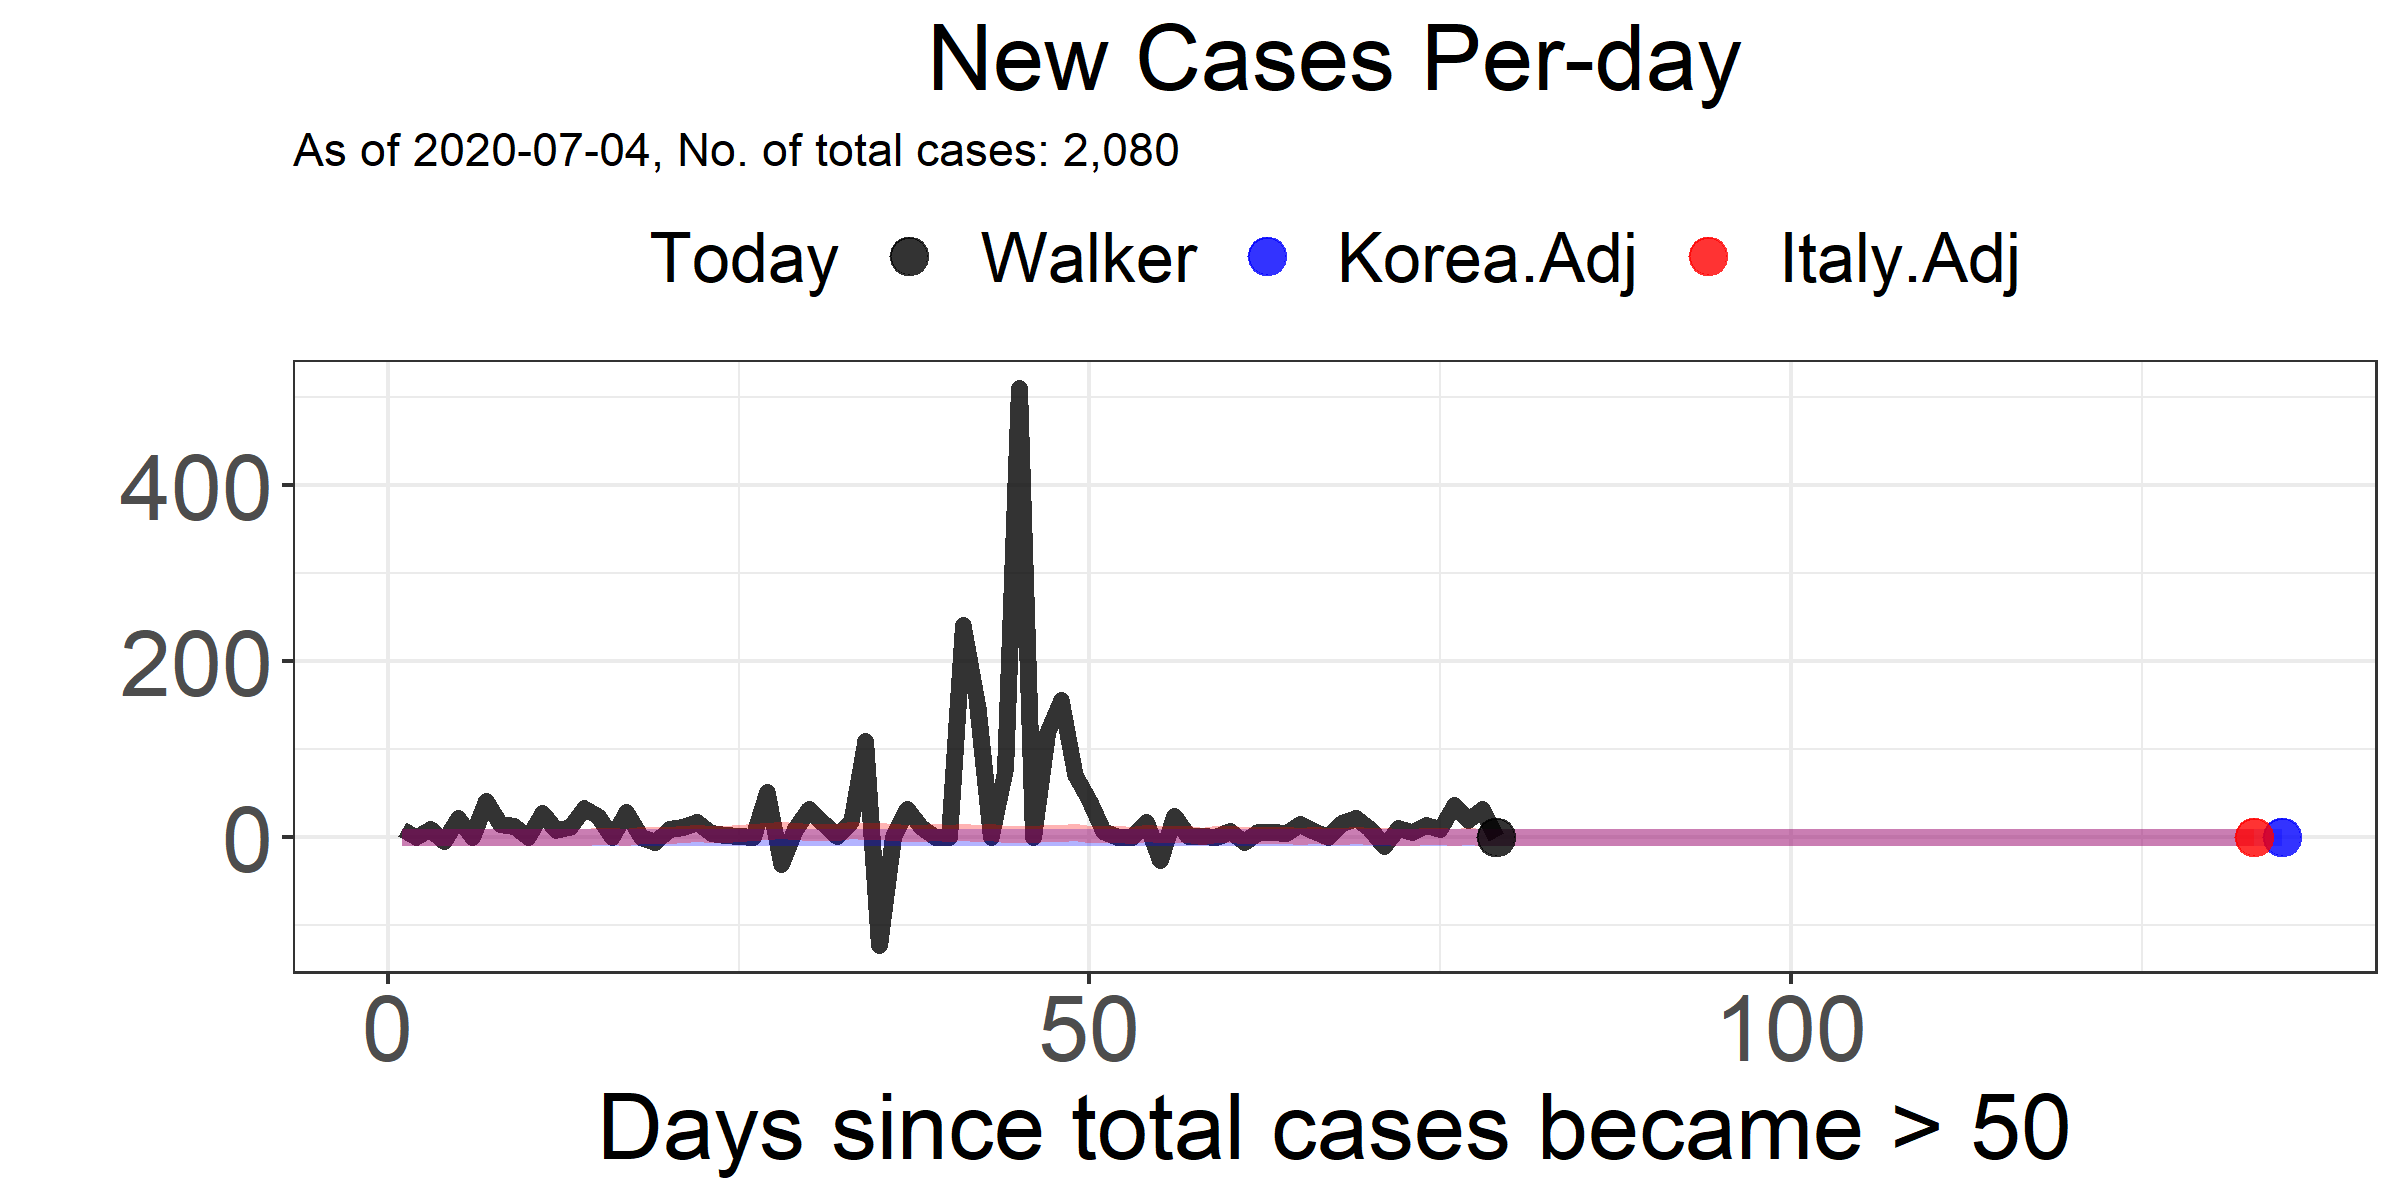 New Cases Per-day
As of 2020-07-04, No. of total cases: 2,080
Today Walker Korea.Adj Italy.Adj
400
200
0
0 50 100
Days since total cases became > 50